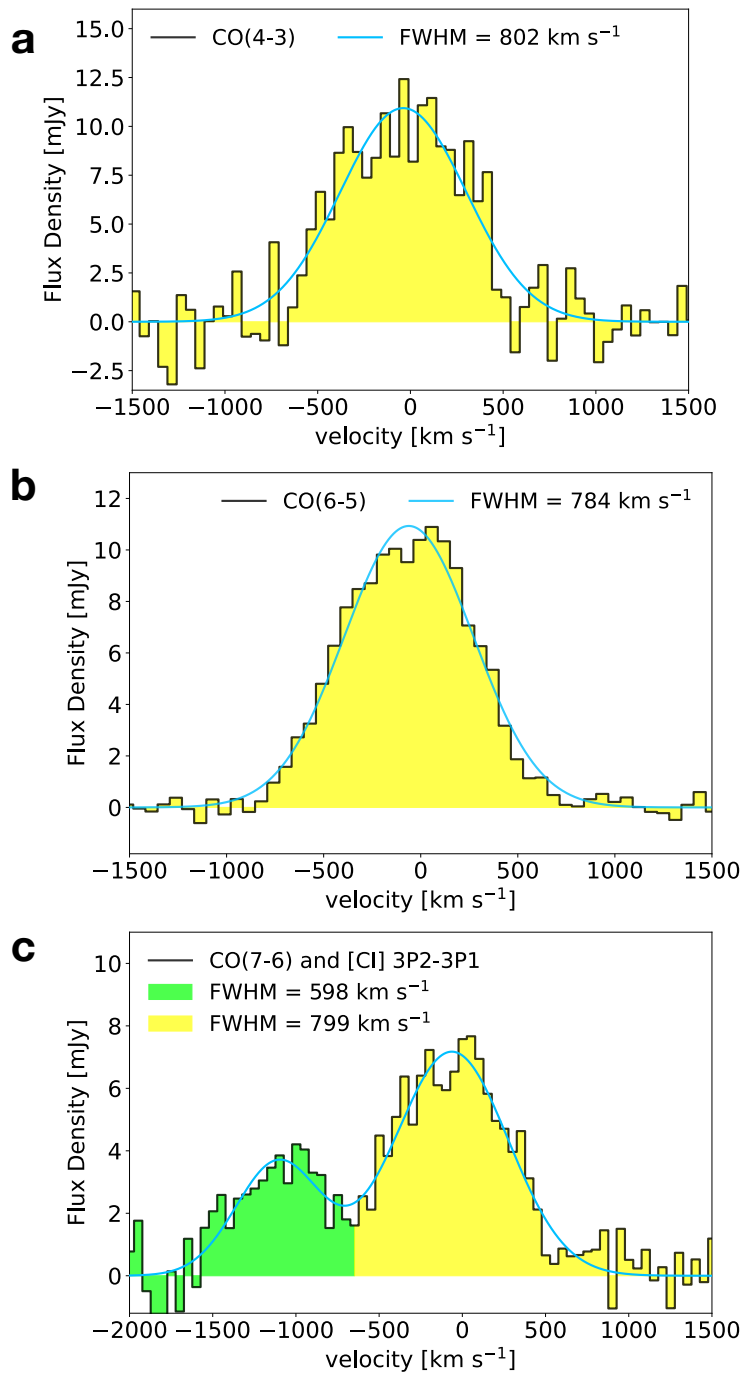 a
CO(4-3)
FWHM = 802 km s⁻¹
15.0
12.5
10.0
7.5
5.0
2.5
0.0
−2.5
Flux Density [mJy]
−1500 −1000 −500 0 500 1000 1500
velocity [km s⁻¹]
b
CO(6-5)
FWHM = 784 km s⁻¹
12
10
8
6
4
2
0
Flux Density [mJy]
−1500 −1000 −500 0 500 1000 1500
velocity [km s⁻¹]
c
CO(7-6) and [CI] 3P2-3P1
FWHM = 598 km s⁻¹
FWHM = 799 km s⁻¹
10
8
6
4
2
0
Flux Density [mJy]
−2000 −1500 −1000 −500 0 500 1000 1500
velocity [km s⁻¹]